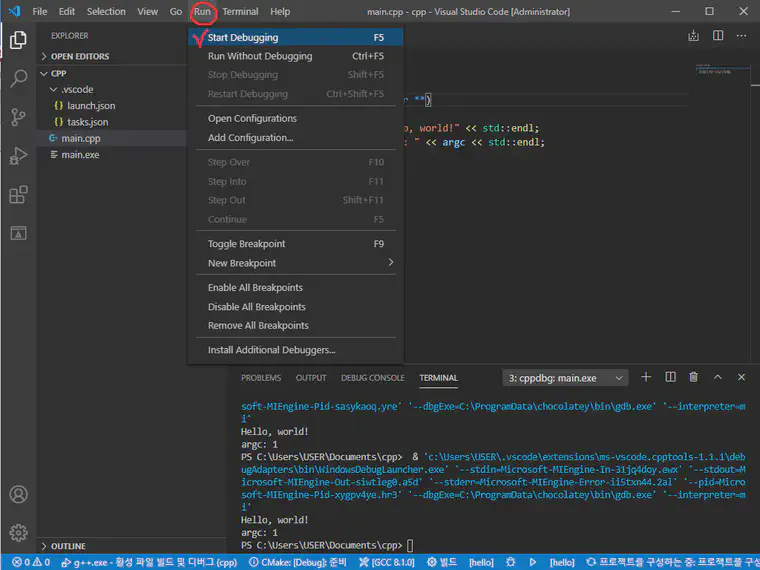 File Edit Selection View Go Run Terminal Help main.cpp - cpp - Visual Studio Code [Administrator]
EXPLORER
OPEN EDITORS
CPP
.vscode
launch.json
tasks.json
main.cpp
main.exe
OUTLINE
Start Debugging F5
Run Without Debugging Ctrl+F5
Stop Debugging Shift+F5
Restart Debugging Ctrl+Shift+F5
Open Configurations
Add Configuration...
Step Over F10
Step Into F11
Step Out Shift+F11
Continue F5
Toggle Breakpoint F9
New Breakpoint
Enable All Breakpoints
Disable All Breakpoints
Remove All Breakpoints
Install Additional Debuggers...
**)
, world!" << std::endl;
: " << argc << std::endl;
PROBLEMS OUTPUT DEBUG CONSOLE TERMINAL 3: cppdbg: main.exe
soft-MIEngine-Pid-sasykaoq.yre' '--dbgExe=C:\ProgramData\chocolatey\bin\gdb.exe' '--interpreter=m
i'
Hello, world!
argc: 1
PS C:\Users\USER\Documents\cpp> & 'c:\Users\USER\.vscode\extensions\ms-vscode.cpptools-1.1.1\deb
ugAdapters\bin\WindowsDebugLauncher.exe' '--stdin=Microsoft-MIEngine-In-31jq4doy.ewx' '--stdout=M
icrosoft-MIEngine-Out-siwtleg0.a5d' '--stderr=Microsoft-MIEngine-Error-ii5txn44.2al' '--pid=Micro
soft-MIEngine-Pid-xygpv4ye.hr3' '--dbgExe=C:\ProgramData\chocolatey\bin\gdb.exe' '--interpreter=m
i'
Hello, world!
argc: 1
PS C:\Users\USER\Documents\cpp>
0 0 g++.exe - 활성 파일 빌드 및 디버그 (cpp) CMake: [Debug]: 준비 [GCC 8.1.0] 빌드 [hello] [hello] 프로젝트를 구성하는 중: 프로젝트를 구성